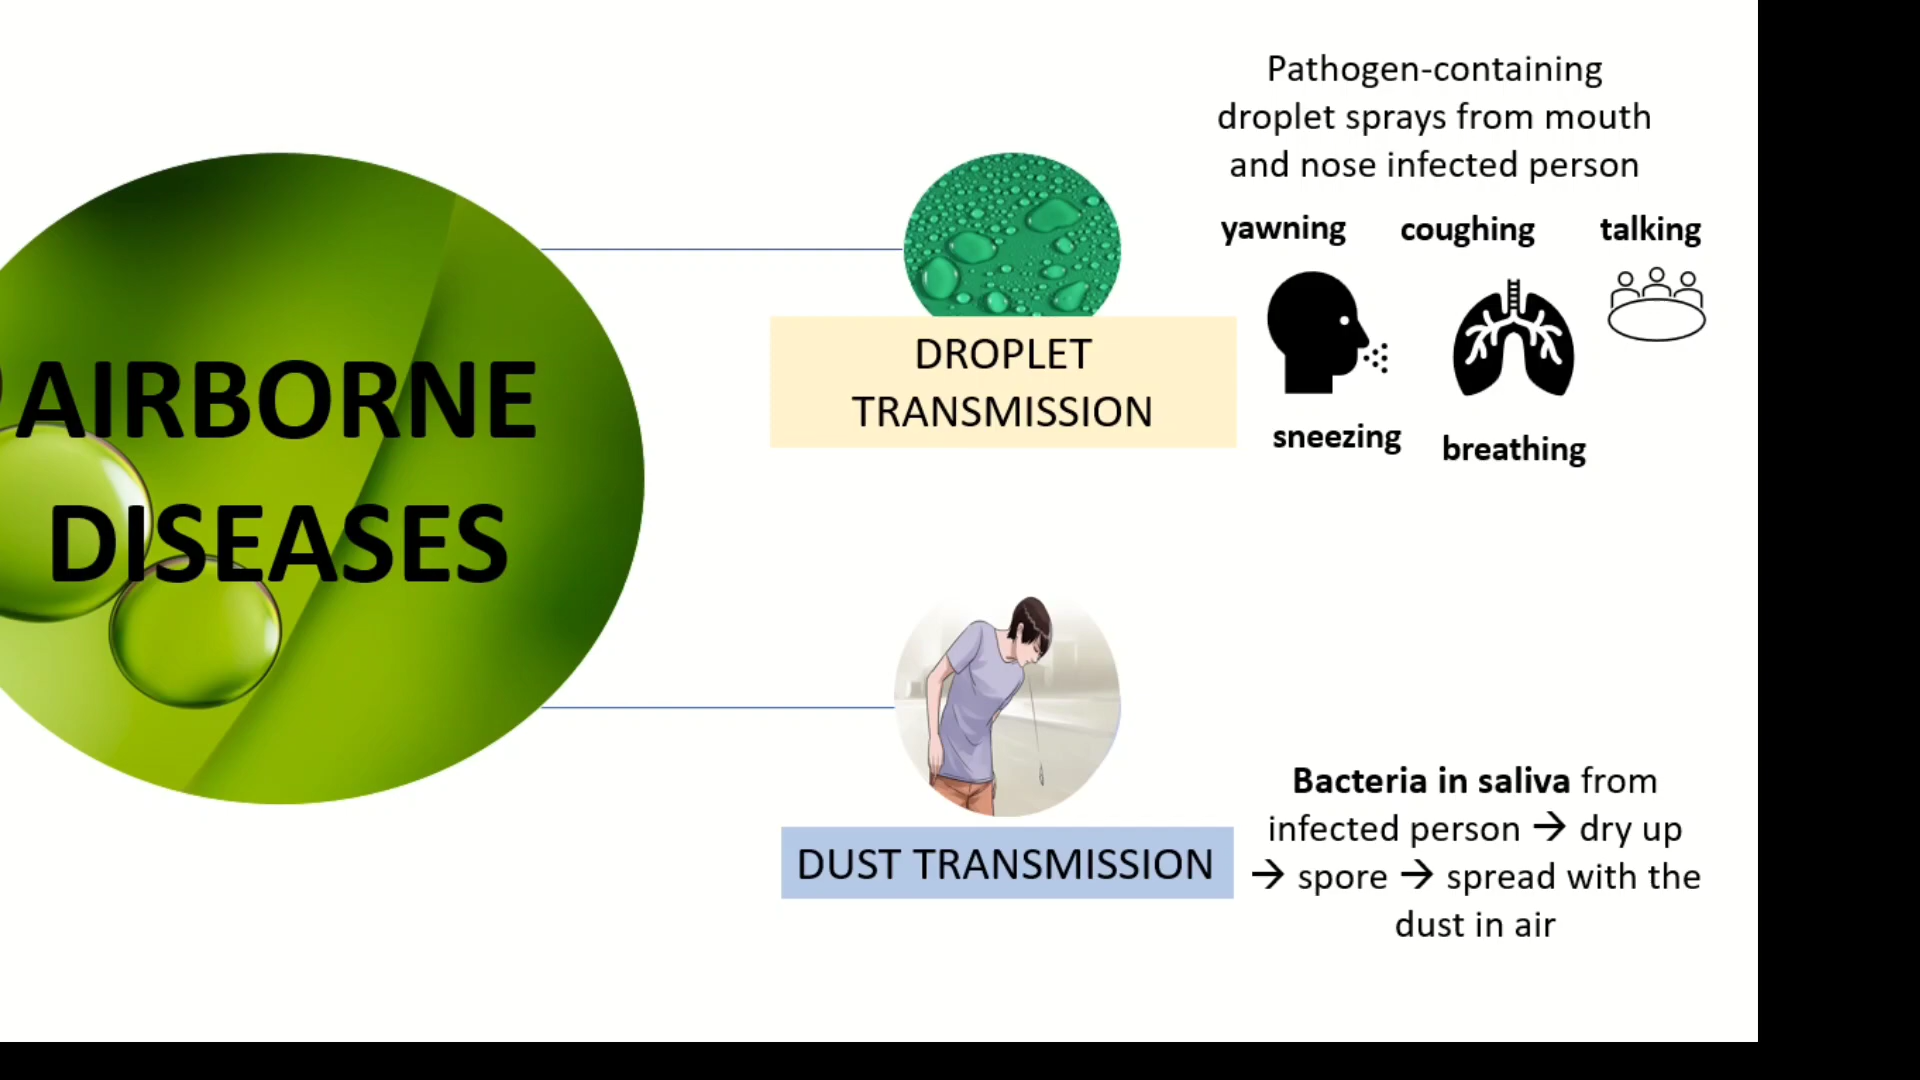 AIRBORNE
DISEASES
DROPLET
TRANSMISSION
Pathogen-containing
droplet sprays from mouth
and nose infected person
yawning coughing talking
sneezing breathing
DUST TRANSMISSION
Bacteria in saliva from
infected person → dry up
→ spore → spread with the
dust in air